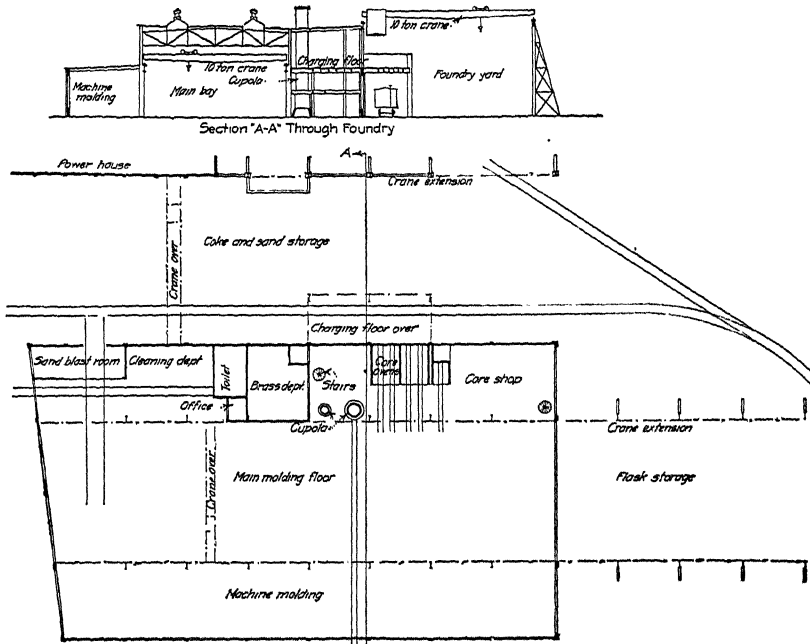 10 ton crane
10 ton crane
Charging floor
Cupola
Machine
molding
Main bay
Foundry yard
Section "A-A" Through Foundry
Power house
A
Crane extension
Coke and sand storage
Crane over
Charging floor over
Sand blast room
Cleaning dept
Toilet
Brass dept.
Stairs
Core
ovens
Core shop
Office
Cupola
Crane extension
Crane over
Main molding floor
Flask storage
Machine molding